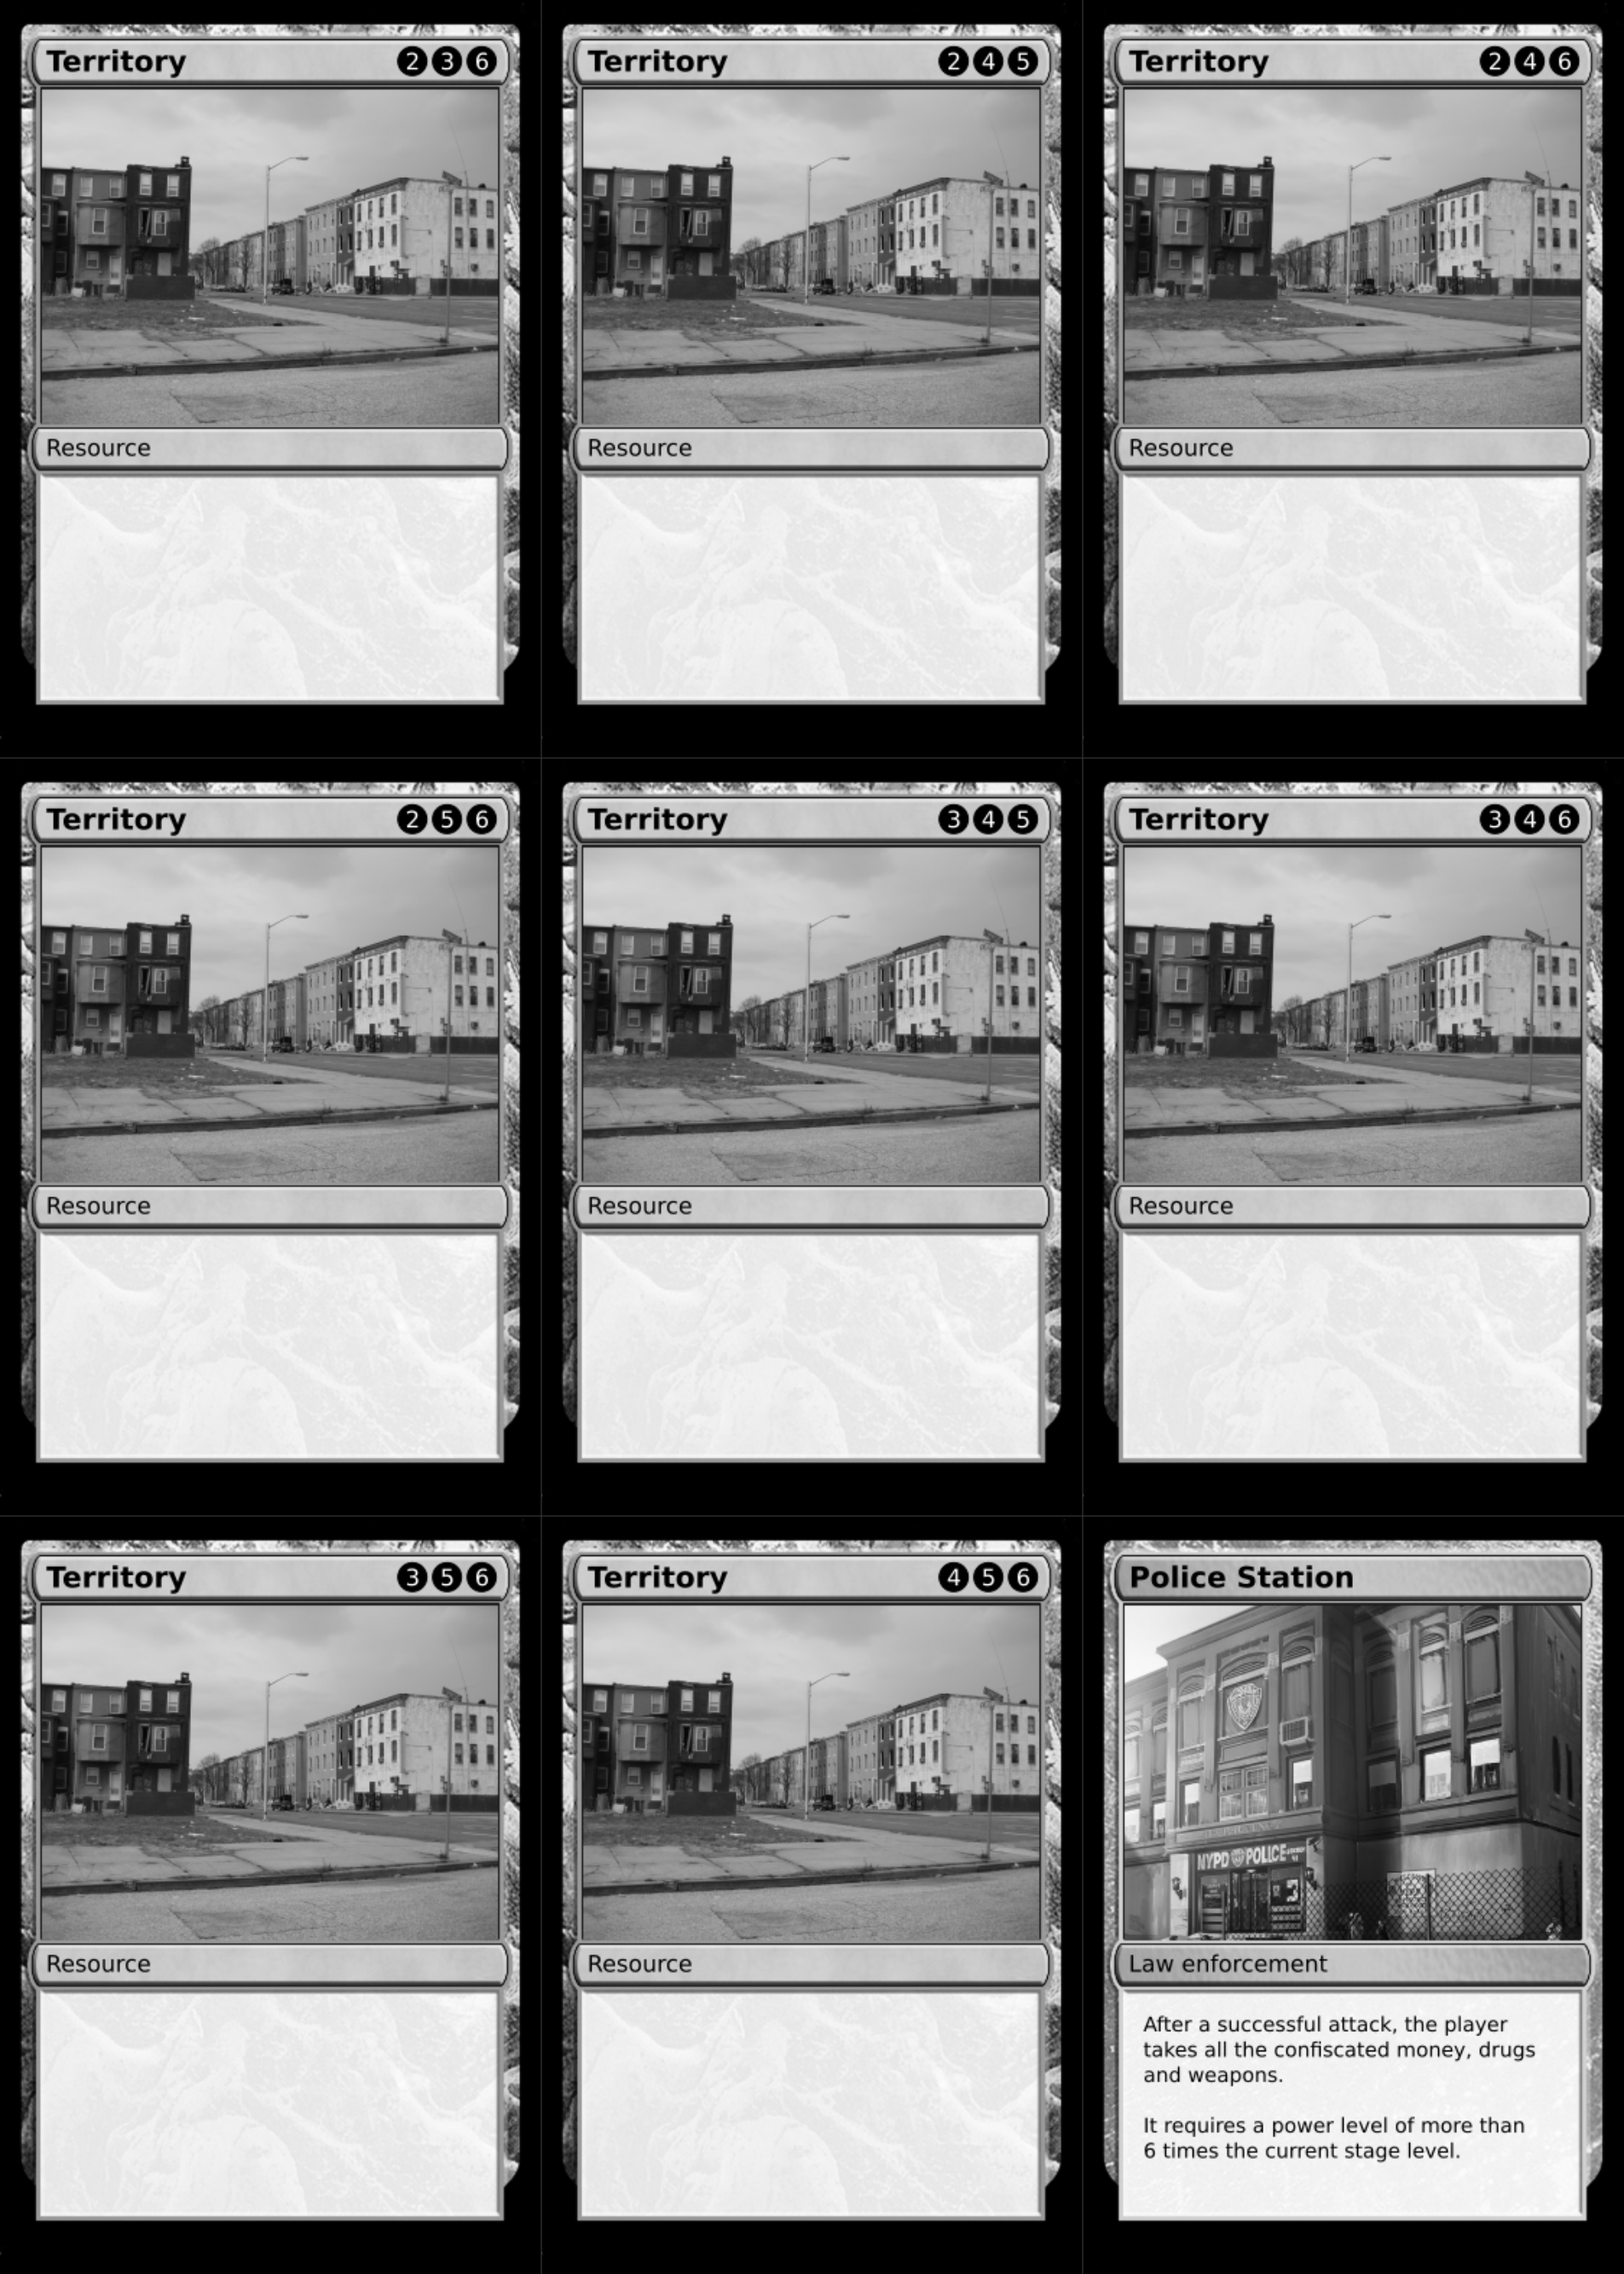 Territory 2 3 6
Resource
Territory 2 4 5
Resource
Territory 2 4 6
Resource
Territory 2 5 6
Resource
Territory 3 4 5
Resource
Territory 3 4 6
Resource
Territory 3 5 6
Resource
Territory 4 5 6
Resource
Police Station
NYPD POLICE
Law enforcement
After a successful attack, the player
takes all the confiscated money, drugs
and weapons.
It requires a power level of more than
6 times the current stage level.